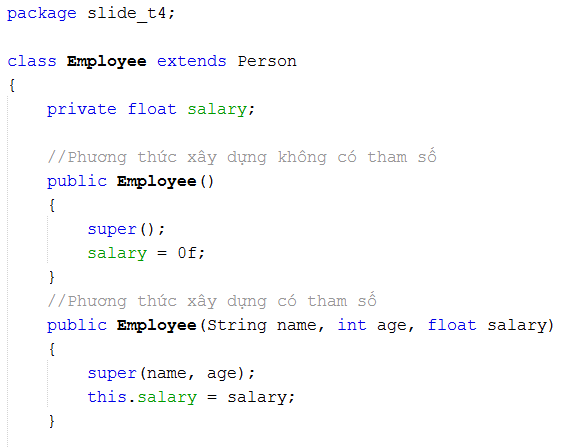 package slide_t4;
class Employee extends Person
{
private float salary;
//Phương thức xây dựng không có tham số
public Employee()
{
super();
salary = 0f;
}
//Phương thức xây dựng có tham số
public Employee(String name, int age, float salary)
{
super(name, age);
this.salary = salary;
}